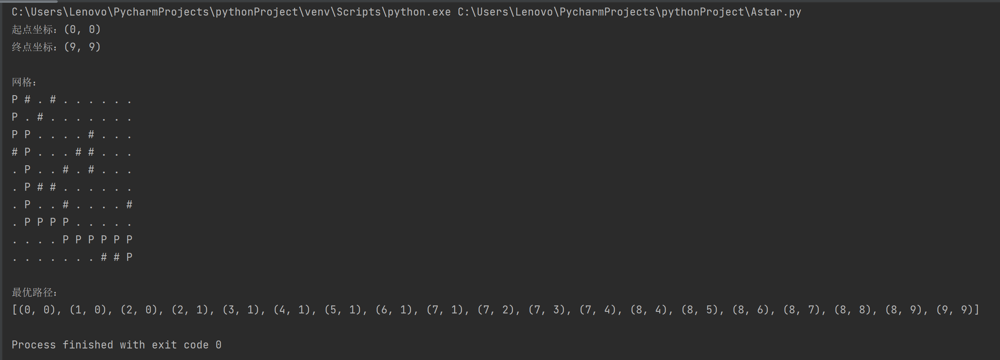 C:\Users\Lenovo\PycharmProjects\pythonProject\venv\Scripts\python.exe C:\Users\Lenovo\PycharmProjects\pythonProject\Astar.py
起点坐标：(0, 0)
终点坐标：(9, 9)
网格：
P # . # . . . . . .
P . # . . . . . . .
P P . . . . # . . .
# P . . . # # . . .
. P . . # . # . . .
. P # # . . . . . .
. P . . # . . . . #
. P P P P . . . . .
. . . . P P P P P P
. . . . . . . # # P
最优路径：
[(0, 0), (1, 0), (2, 0), (2, 1), (3, 1), (4, 1), (5, 1), (6, 1), (7, 1), (7, 2), (7, 3), (7, 4), (8, 4), (8, 5), (8, 6), (8, 7), (8, 8), (8, 9), (9, 9)]
Process finished with exit code 0